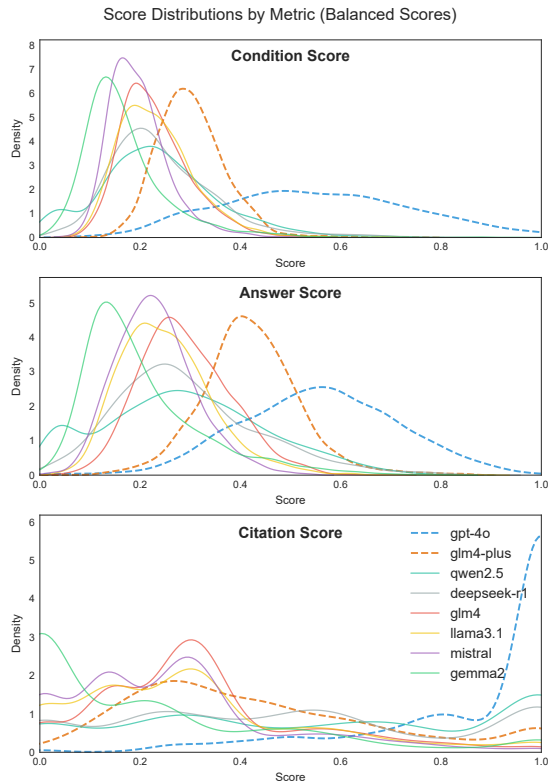 Score Distributions by Metric (Balanced Scores)
Condition Score
Density
8
7
6
5
4
3
2
1
0
0.0 0.2 0.4 0.6 0.8 1.0
Score
Answer Score
Density
5
4
3
2
1
0
0.0 0.2 0.4 0.6 0.8 1.0
Score
Citation Score
Density
6
5
4
3
2
1
0
gpt-4o
glm4-plus
qwen2.5
deepseek-r1
glm4
llama3.1
mistral
gemma2
0.0 0.2 0.4 0.6 0.8 1.0
Score